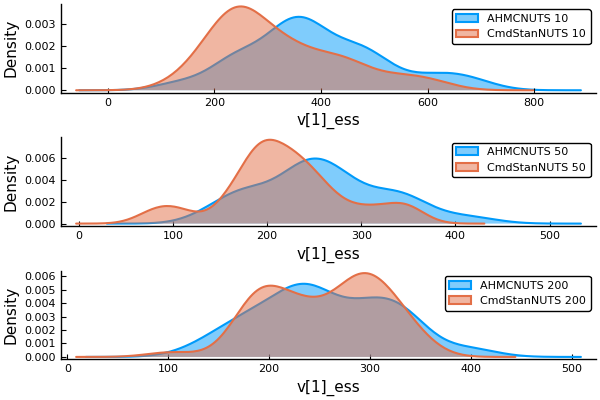 Density
0.003
0.002
0.001
0.000
AHMCNUTS 10
CmdStanNUTS 10
0
200
400
600
800
v[1]_ess
Density
0.006
0.004
0.002
0.000
AHMCNUTS 50
CmdStanNUTS 50
0
100
200
300
400
500
v[1]_ess
Density
0.006
0.005
0.004
0.003
0.002
0.001
0.000
AHMCNUTS 200
CmdStanNUTS 200
0
100
200
300
400
500
v[1]_ess